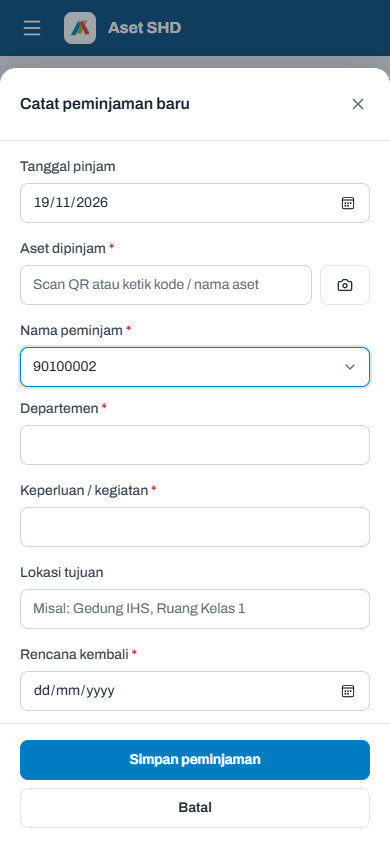 Aset SHD
Catat peminjaman baru
Tanggal pinjam
19/11/2026
Aset dipinjam *
Scan QR atau ketik kode / nama aset
Nama peminjam *
90100002
Departemen *
Keperluan / kegiatan *
Lokasi tujuan
Misal: Gedung IHS, Ruang Kelas 1
Rencana kembali *
dd/mm/yyyy
Simpan peminjaman
Batal